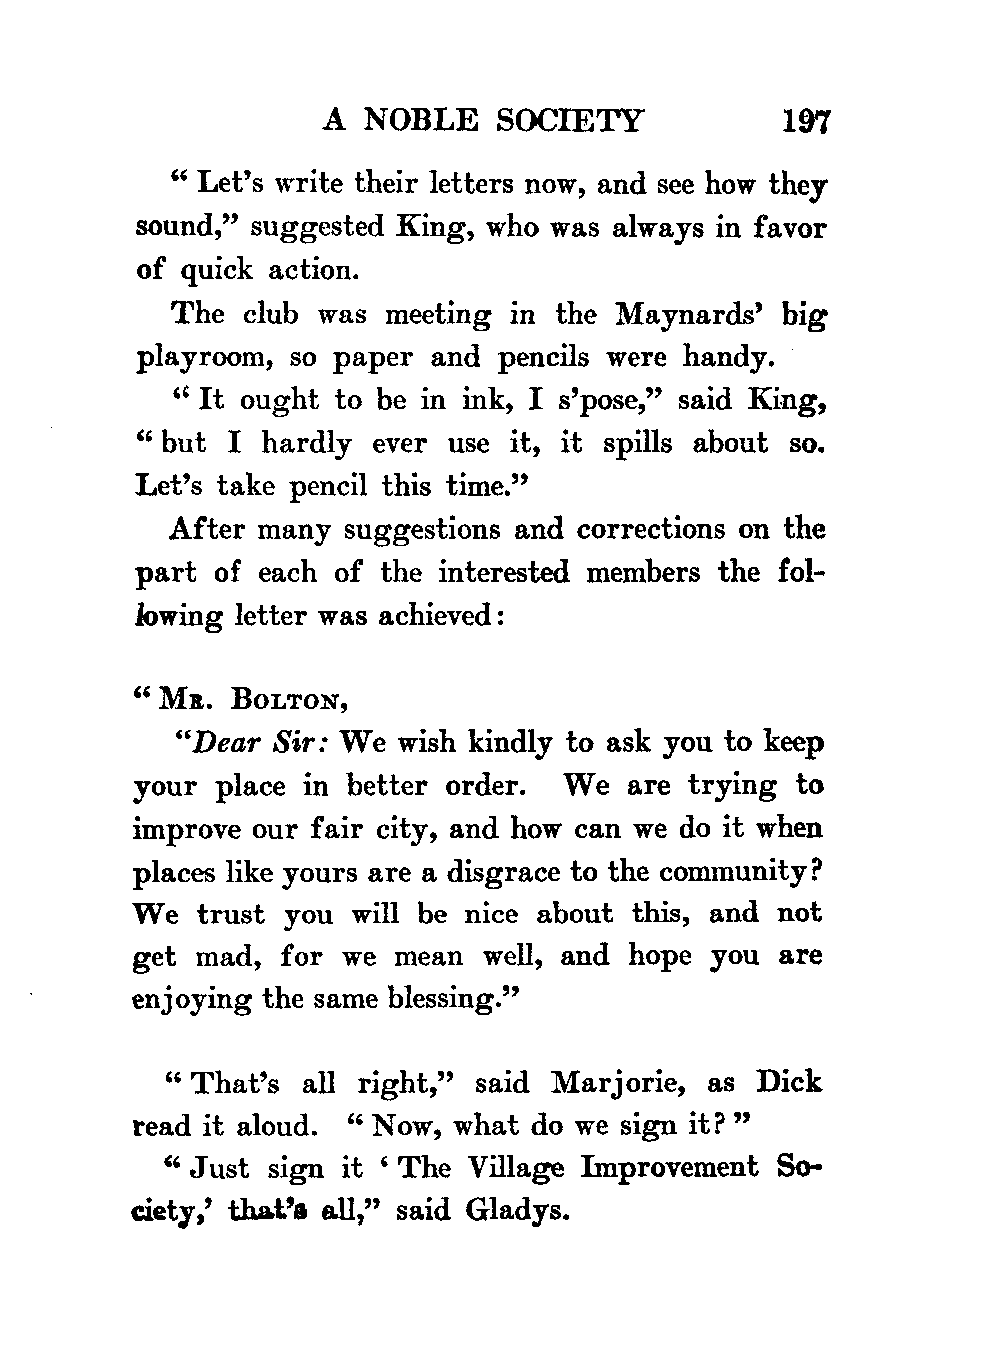 A NOBLE SOCIETY 197
“ Let’s write their letters now, and see how they
sound,” suggested King, who was always in favor
of quick action.
The club was meeting in the Maynards’ big
playroom, so paper and pencils were handy.
“ It ought to be in ink, I s’pose,” said King,
“ but I hardly ever use it, it spills about so.
Let’s take pencil this time.”
After many suggestions and corrections on the
part of each of the interested members the fol-
lowing letter was achieved:
“ Mr. Bolton,
“Dear Sir: We wish kindly to ask you to keep
your place in better order. We are trying to
improve our fair city, and how can we do it when
places like yours are a disgrace to the community?
We trust you will be nice about this, and not
get mad, for we mean well, and hope you are
enjoying the same blessing.”
“ That’s all right,” said Marjorie, as Dick
read it aloud. “ Now, what do we sign it? ”
“ Just sign it ‘ The Village Improvement So-
ciety,’ that’s all,” said Gladys.